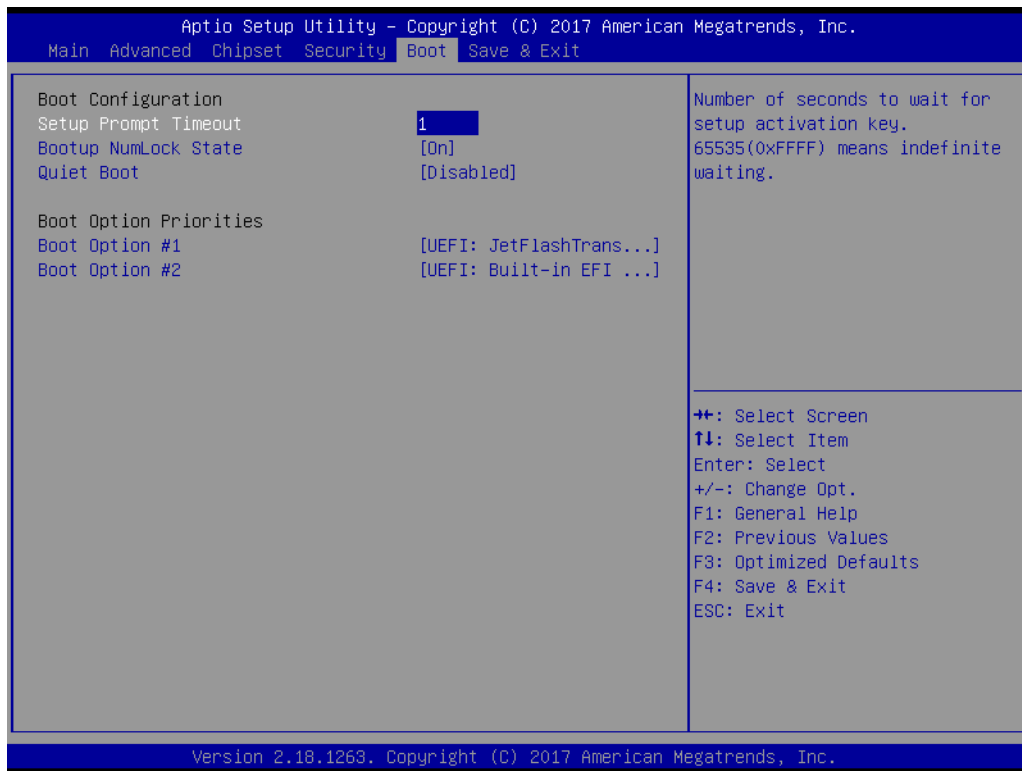 Aptio Setup Utility – Copyright (C) 2017 American Megatrends, Inc.
Main Advanced Chipset Security Boot Save & Exit
Boot Configuration
Setup Prompt Timeout 1
Bootup NumLock State [On]
Quiet Boot [Disabled]
Boot Option Priorities
Boot Option #1 [UEFI: JetFlashTrans...]
Boot Option #2 [UEFI: Built-in EFI ...]
Number of seconds to wait for
setup activation key.
65535(0xFFFF) means indefinite
waiting.
→←: Select Screen
↑↓: Select Item
Enter: Select
+/-: Change Opt.
F1: General Help
F2: Previous Values
F3: Optimized Defaults
F4: Save & Exit
ESC: Exit
Version 2.18.1263. Copyright (C) 2017 American Megatrends, Inc.